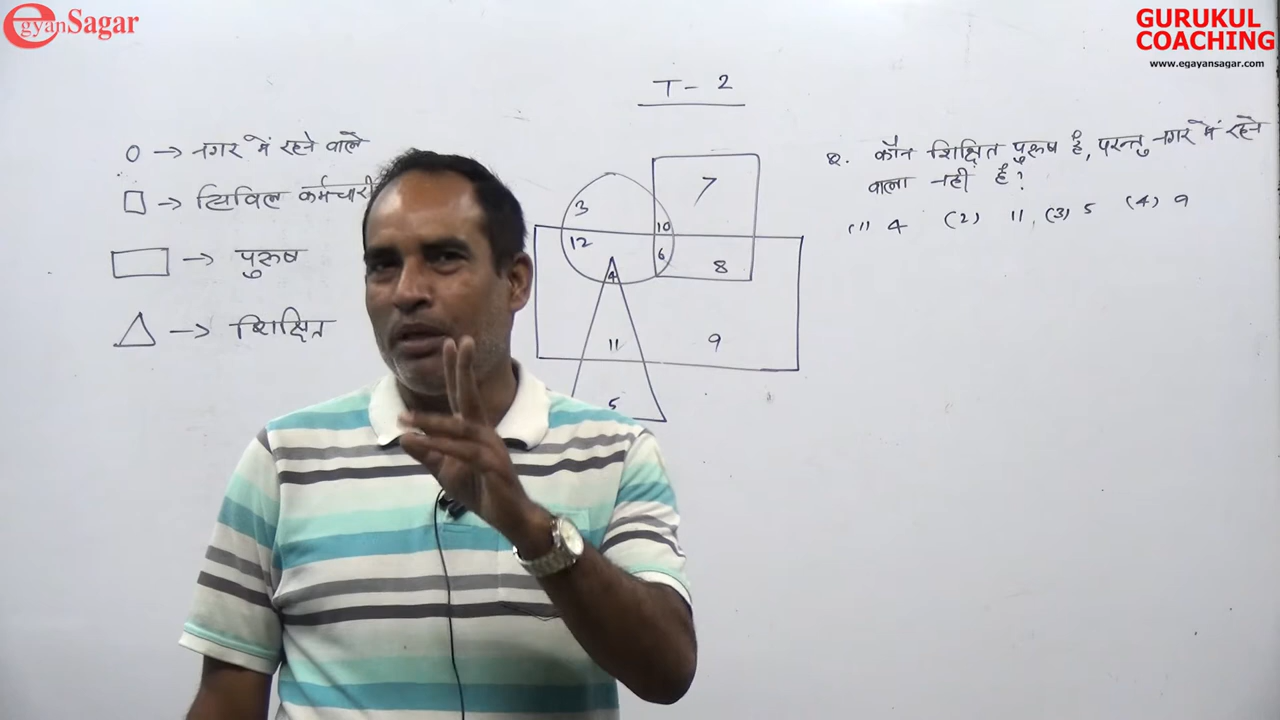 egyanSagar
GURUKUL
COACHING
www.egayansagar.com
T - 2
O → नगर में रहने वाले
□ → सिविल कर्मचारी
▭ → पुरुष
△ → शिक्षित
3
12
10
6
7
8
4
11
9
5
Q. कौन शिक्षित पुरुष है, परन्तु नगर में रहने
वाला नही है?
(1) 4 (2) 11, (3) 5 (4) 9